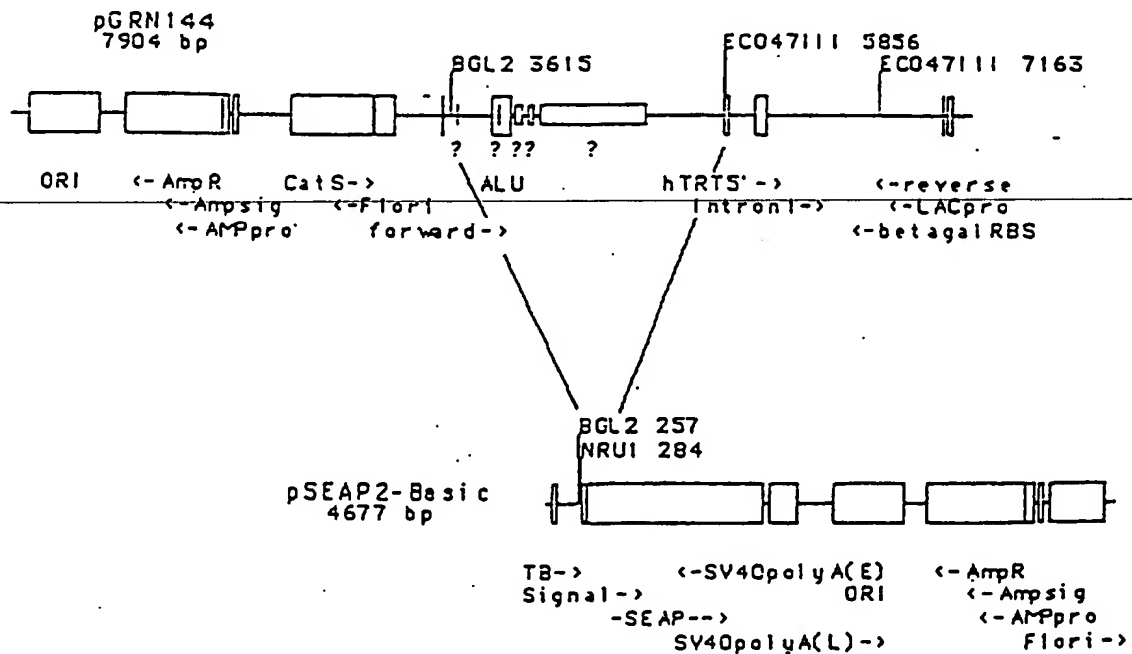 pGRN144
7904 bp
ECO47111 5856
BGL2 3615
ECO47111 7163
? ? ?? ?
ORI <-AmpR CatS-> ALU hTRT5'-> <-reverse
<-Ampsig <-Flori Intron1-> <-LACpro
<-AMPpro forward-> <-betagalRBS
BGL2 257
NRU1 284
pSEAP2-Basic
4677 bp
TB-> <-SV40polyA(E) <-AmpR
Signal-> ORI <-Ampsig
-SEAP--> <-AMPpro
SV40polyA(L)-> Flori->